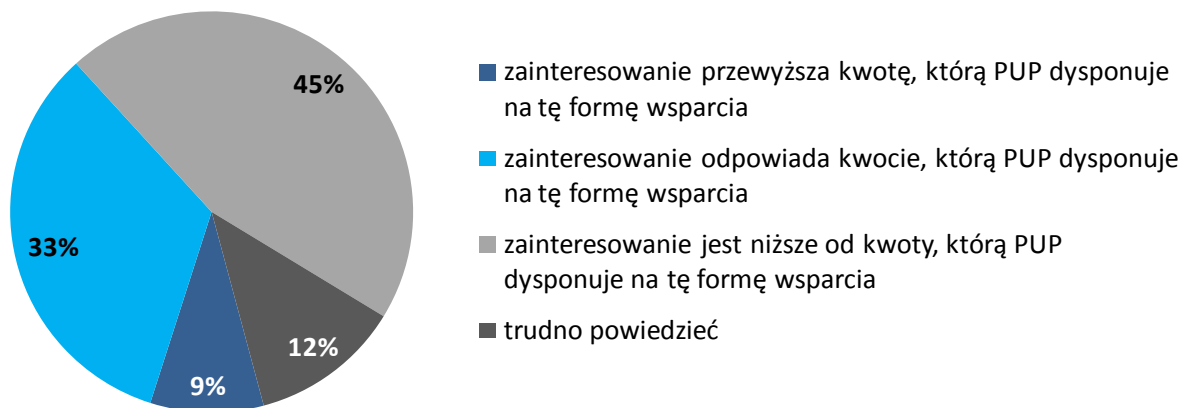 45%
33%
12%
9%
zainteresowanie przewyższa kwotę, którą PUP dysponuje
na tę formę wsparcia
zainteresowanie odpowiada kwocie, którą PUP dysponuje
na tę formę wsparcia
zainteresowanie jest niższe od kwoty, którą PUP
dysponuje na tę formę wsparcia
trudno powiedzieć